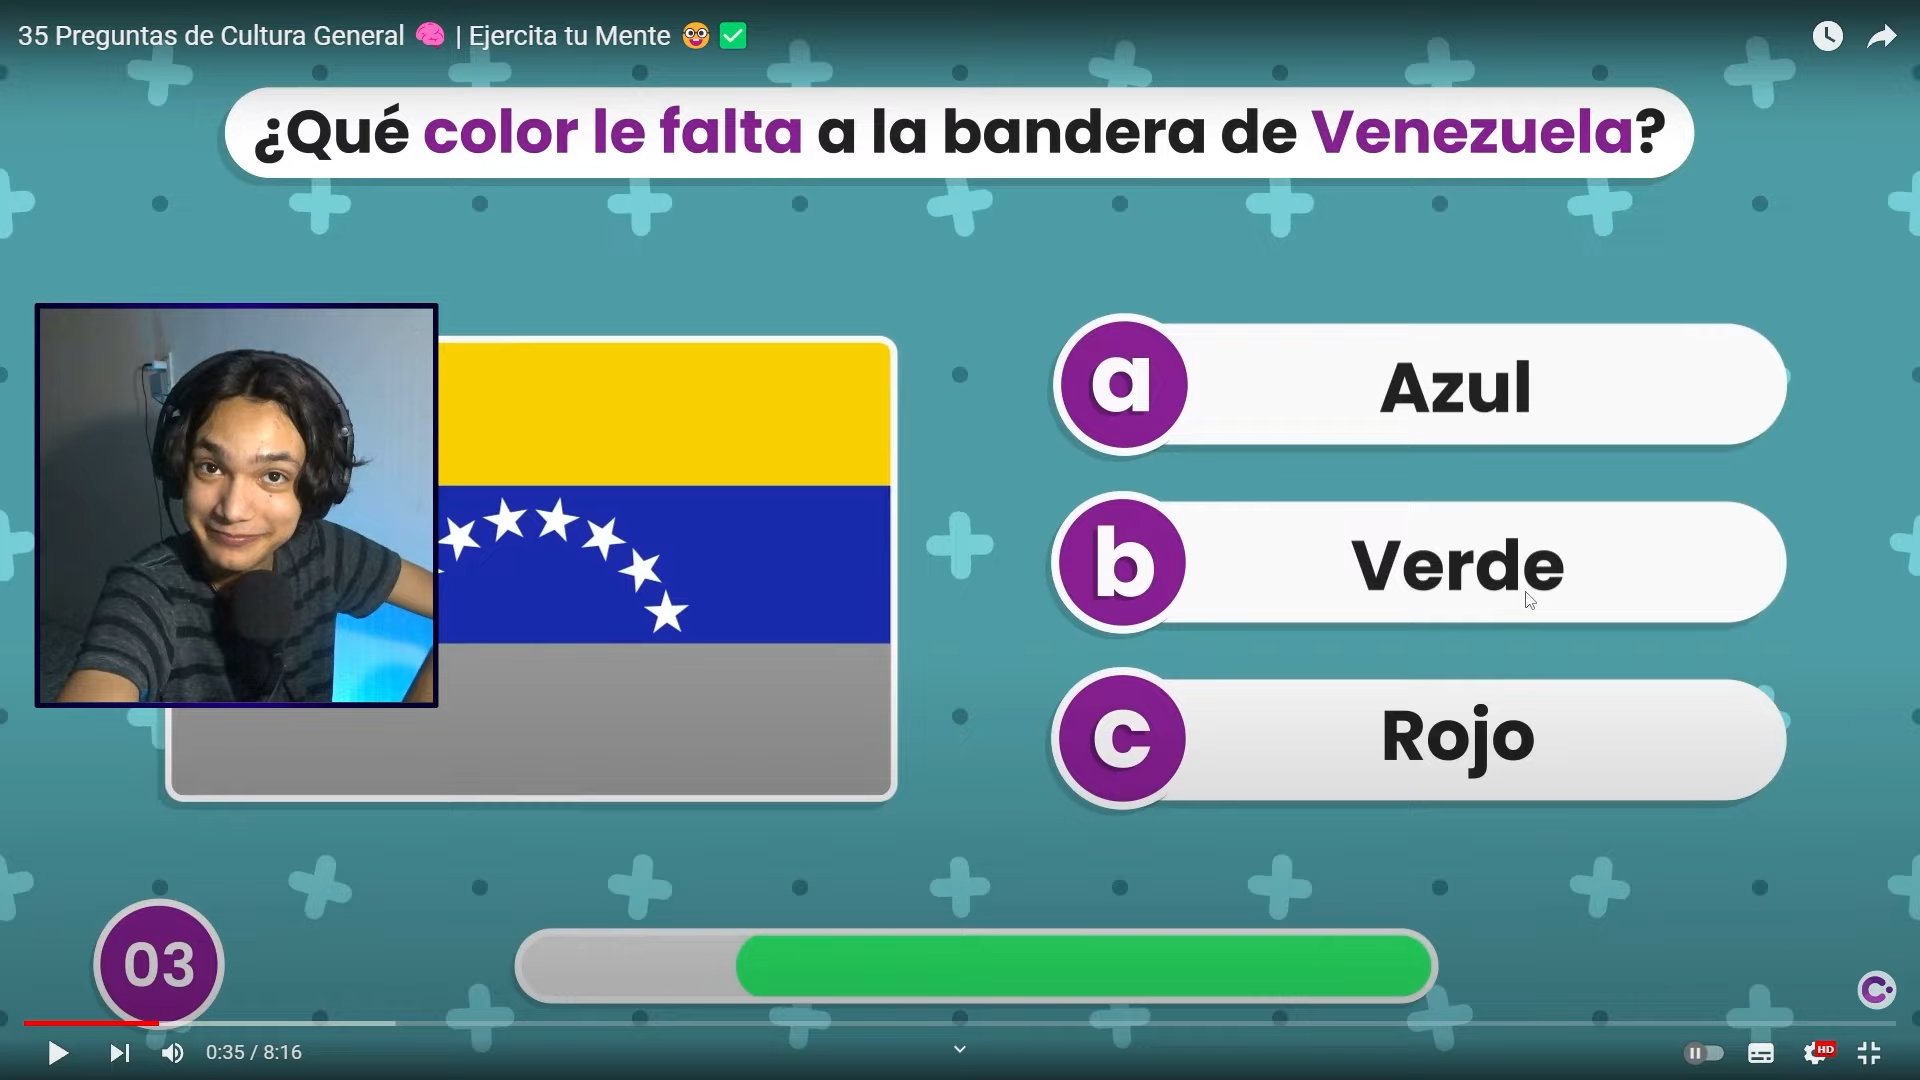 35 Preguntas de Cultura General 🧠 | Ejercita tu Mente 🤓 ✅
¿Qué color le falta a la bandera de Venezuela?
a Azul
b Verde
c Rojo
03
C
0:35 / 8:16
HD